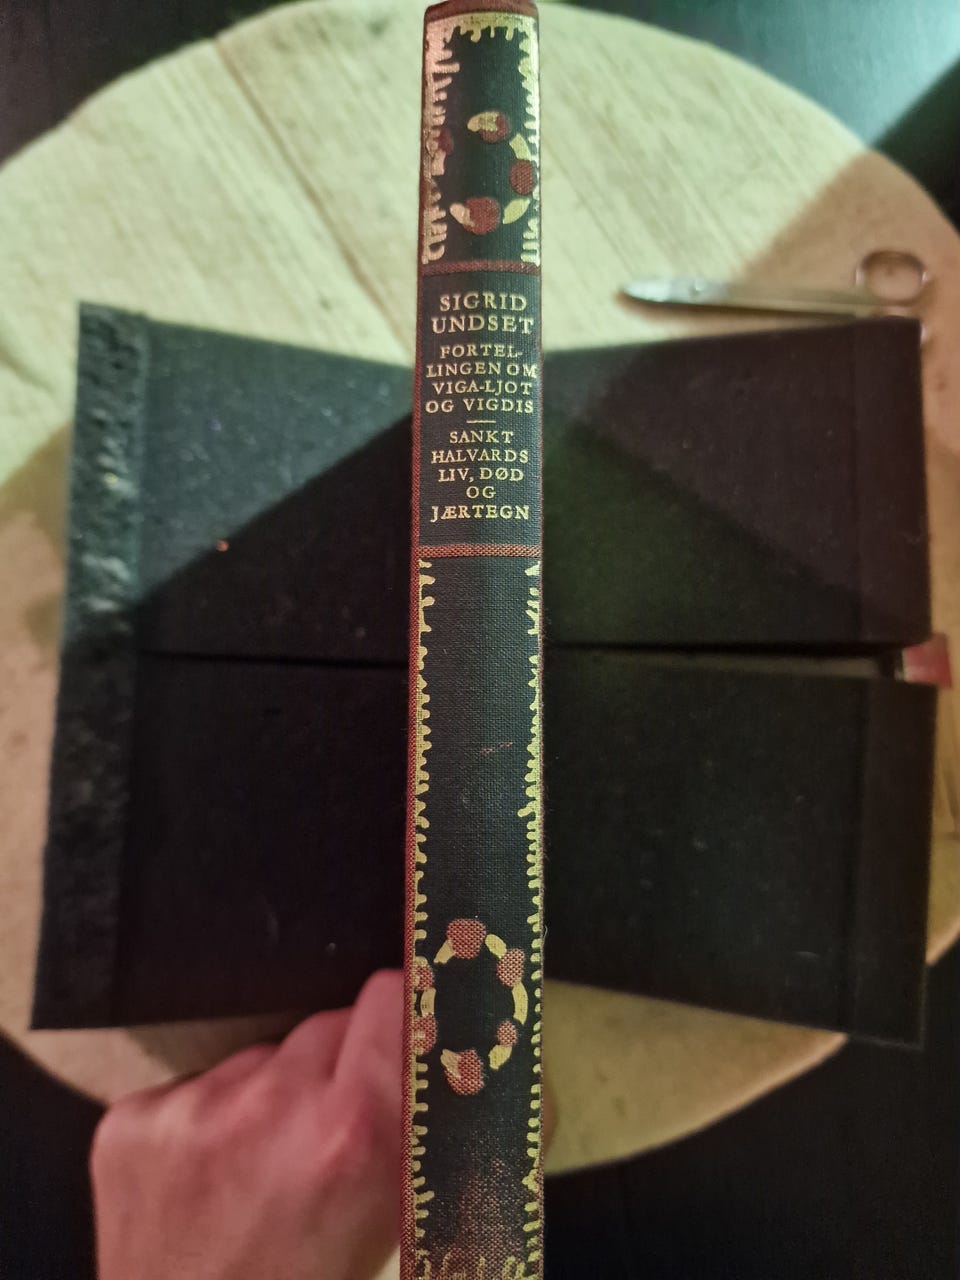 SIGRID
UNDSET
FORTEL-
LINGEN OM
VIGA-LJOT
OG VIGDIS
SANKT
HALVARDS
LIV, DØD
OG
JÆRTEGN